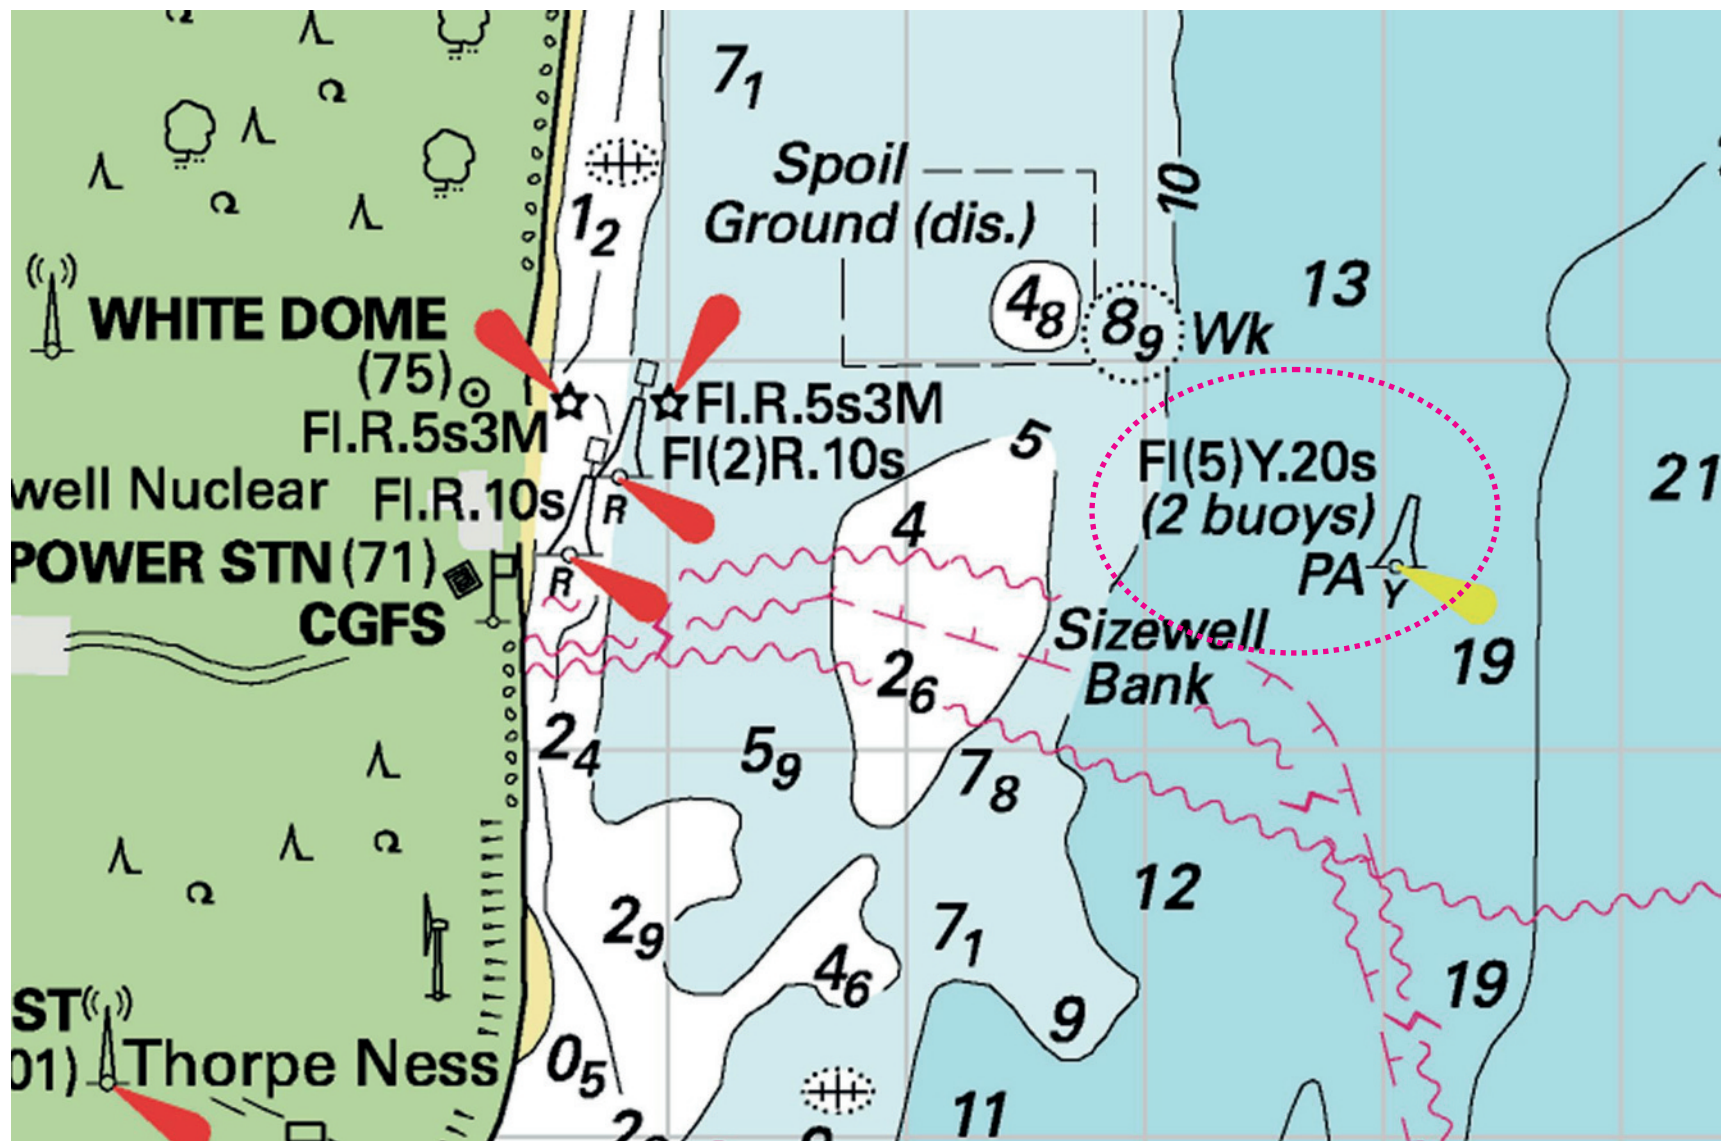 7₁
Spoil
Ground (dis.)
10
1₂
13
4₈
8₉ Wk
WHITE DOME
(75)
Fl.R.5s3M
Fl.R.5s3M
Fl(2)R.10s
5
Fl(5)Y.20s
(2 buoys)
21
well Nuclear
Fl.R.10s
R
4
POWER STN (71)
R
PA
Y
CGFS
Sizewell
Bank
19
2₆
2₄
5₉
7₈
12
2₉
7₁
4₆
19
9
ST
01)
Thorpe Ness
0₅
11